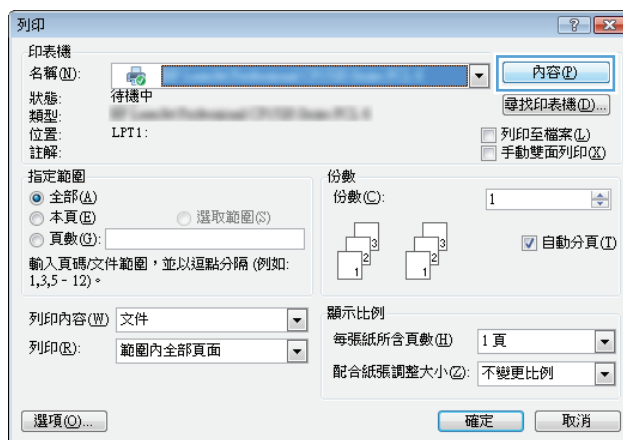 列印
印表機
名稱(N):
內容(P)
狀態: 待機中
尋找印表機(D)...
類型:
位置: LPT1:
列印至檔案(L)
註解:
手動雙面列印(X)
指定範圍
全部(A)
本頁(E) 選取範圍(S)
頁數(G):
輸入頁碼/文件範圍，並以逗點分隔 (例如:
1,3,5 - 12)。
份數
份數(C): 1
3 3
2 2
1 1
自動分頁(T)
列印內容(W) 文件
列印(R): 範圍內全部頁面
顯示比例
每張紙所含頁數(H) 1 頁
配合紙張調整大小(Z): 不變更比例
選項(O)...
確定 取消